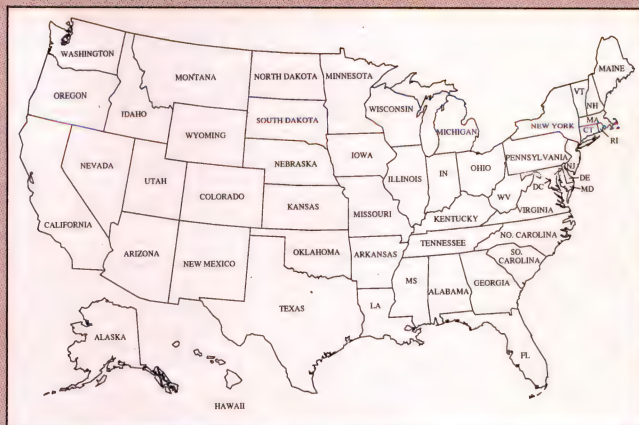 WASHINGTON
MAINE
MONTANA
NORTH DAKOTA
MINNESOTA
VT
NH
OREGON
IDAHO
SOUTH DAKOTA
WISCONSIN
MICHIGAN
NEW YORK
MA
CT
RI
WYOMING
NEBRASKA
IOWA
PENNSYLVANIA
NJ
NEVADA
UTAH
COLORADO
ILLINOIS
IN
OHIO
DE
DC
MD
WV
KANSAS
MISSOURI
KENTUCKY
VIRGINIA
CALIFORNIA
NO. CAROLINA
TENNESSEE
ARIZONA
NEW MEXICO
OKLAHOMA
ARKANSAS
SO.
CAROLINA
MS
ALABAMA
GEORGIA
TEXAS
LA
ALASKA
FL
HAWAII